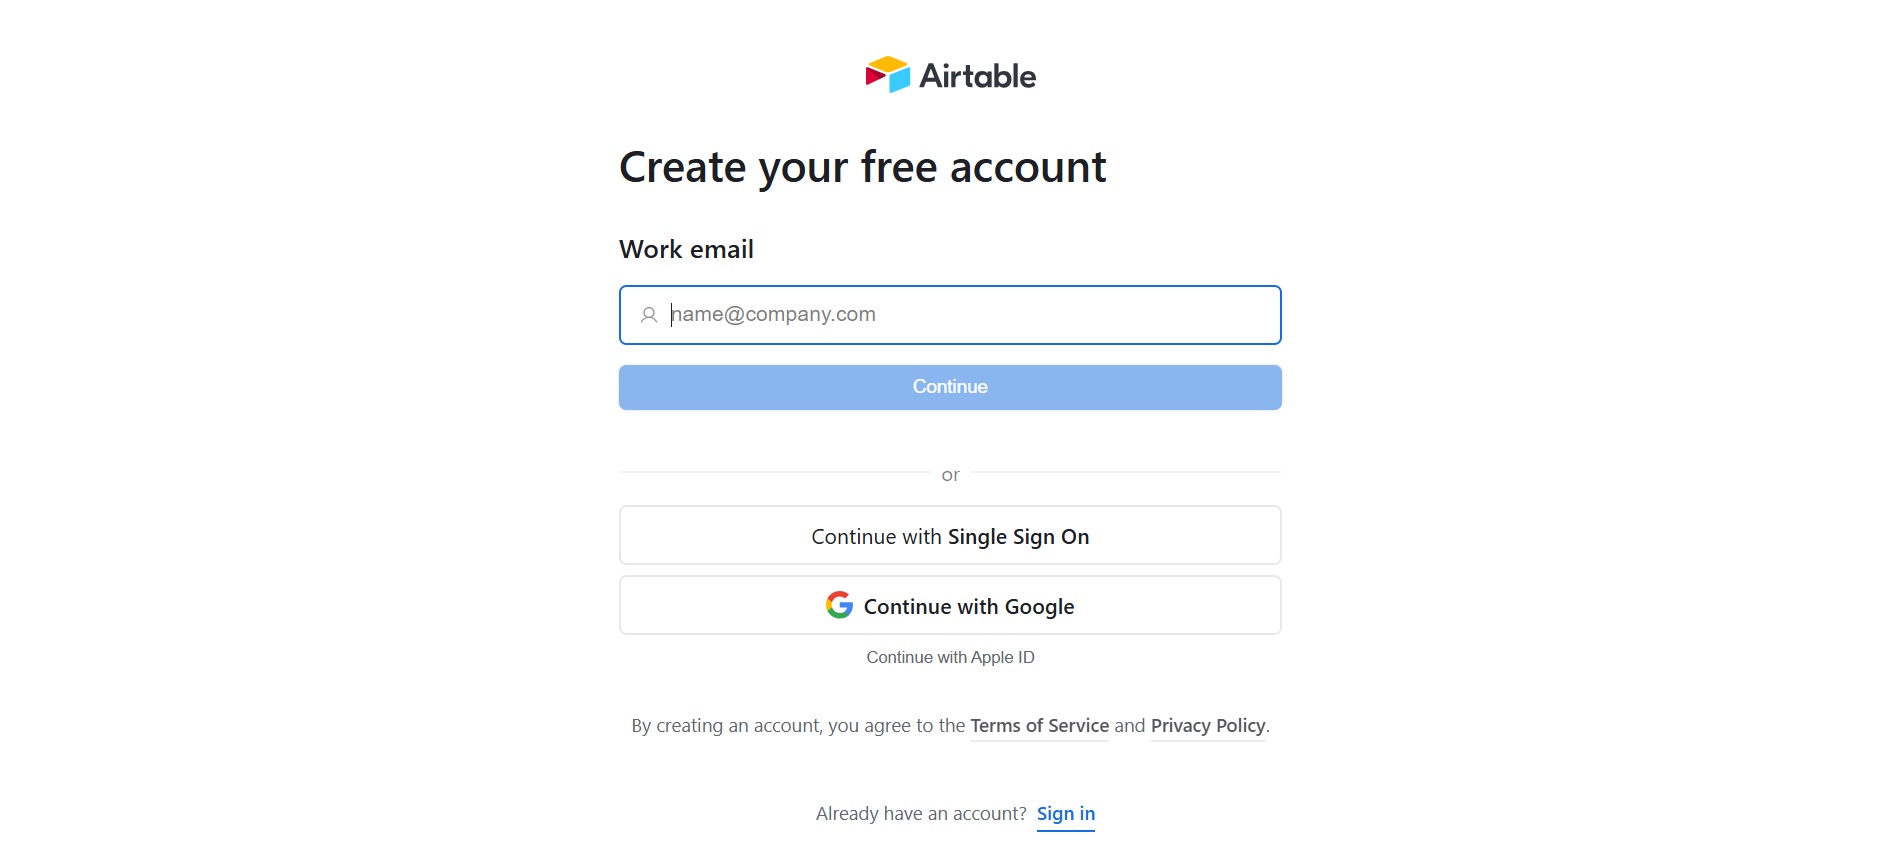 Airtable
Create your free account
Work email
name@company.com
Continue
or
Continue with Single Sign On
Continue with Google
Continue with Apple ID
By creating an account, you agree to the Terms of Service and Privacy Policy.
Already have an account? Sign in